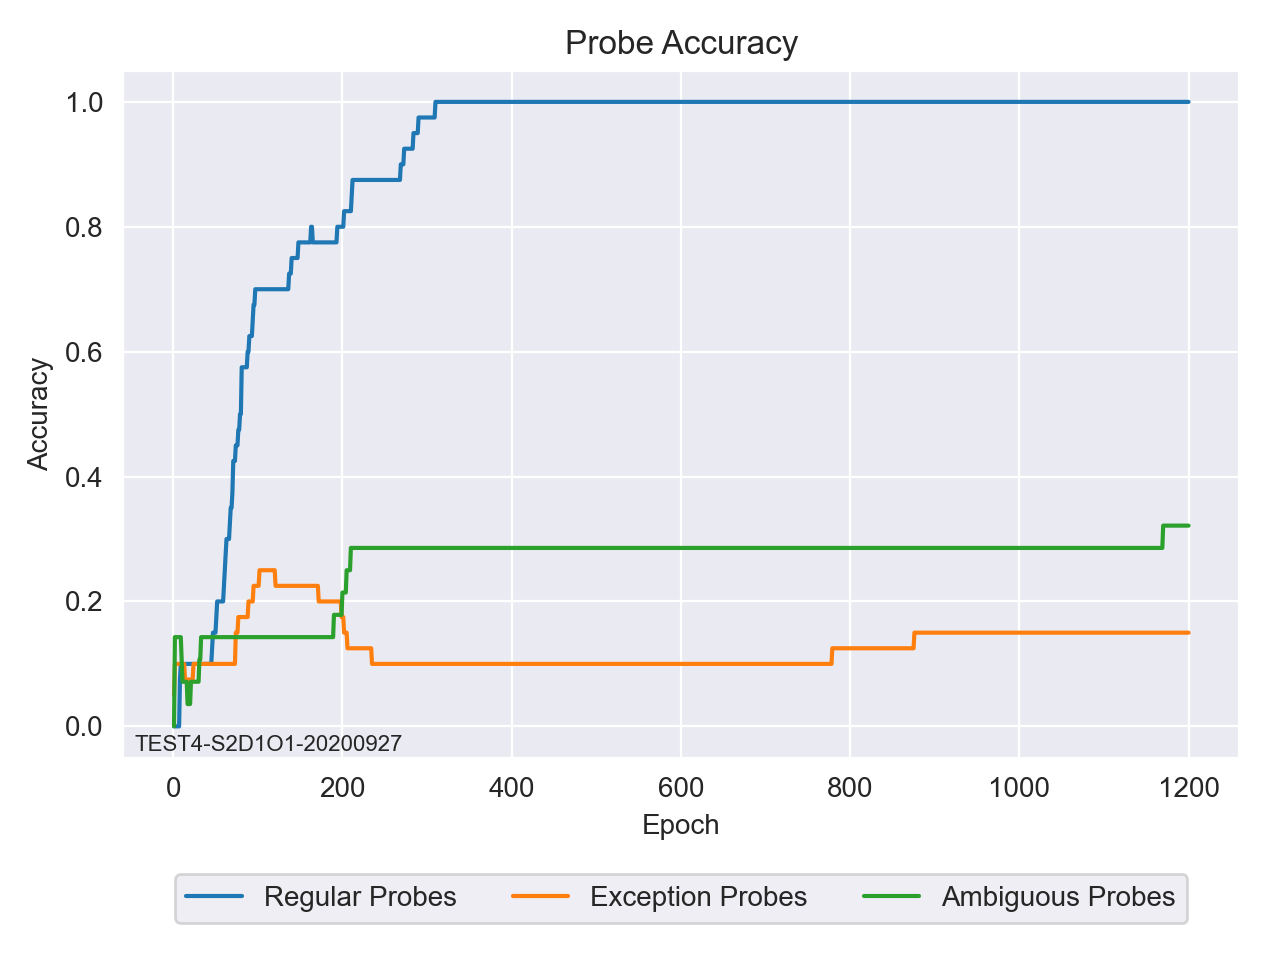 Probe Accuracy
1.0
0.8
0.6
0.4
0.2
0.0
Accuracy
TEST4-S2D1O1-20200927
0 200 400 600 800 1000 1200
Epoch
Regular Probes Exception Probes Ambiguous Probes